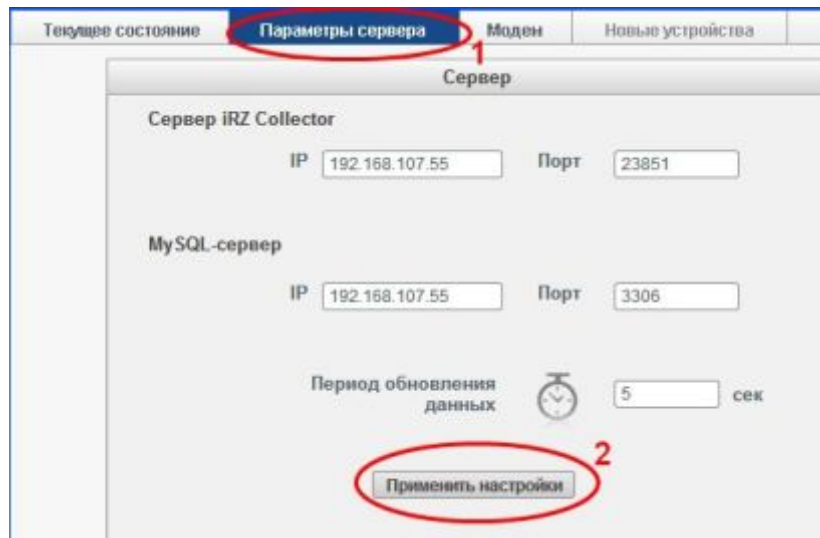 Текущее состояние Параметры сервера Модем Новые устройства
1
Сервер
Сервер iRZ Collector
IP 192.168.107.55 Порт 23851
MySQL-сервер
IP 192.168.107.55 Порт 3306
Период обновления
данных 5 сек
2
Применить настройки